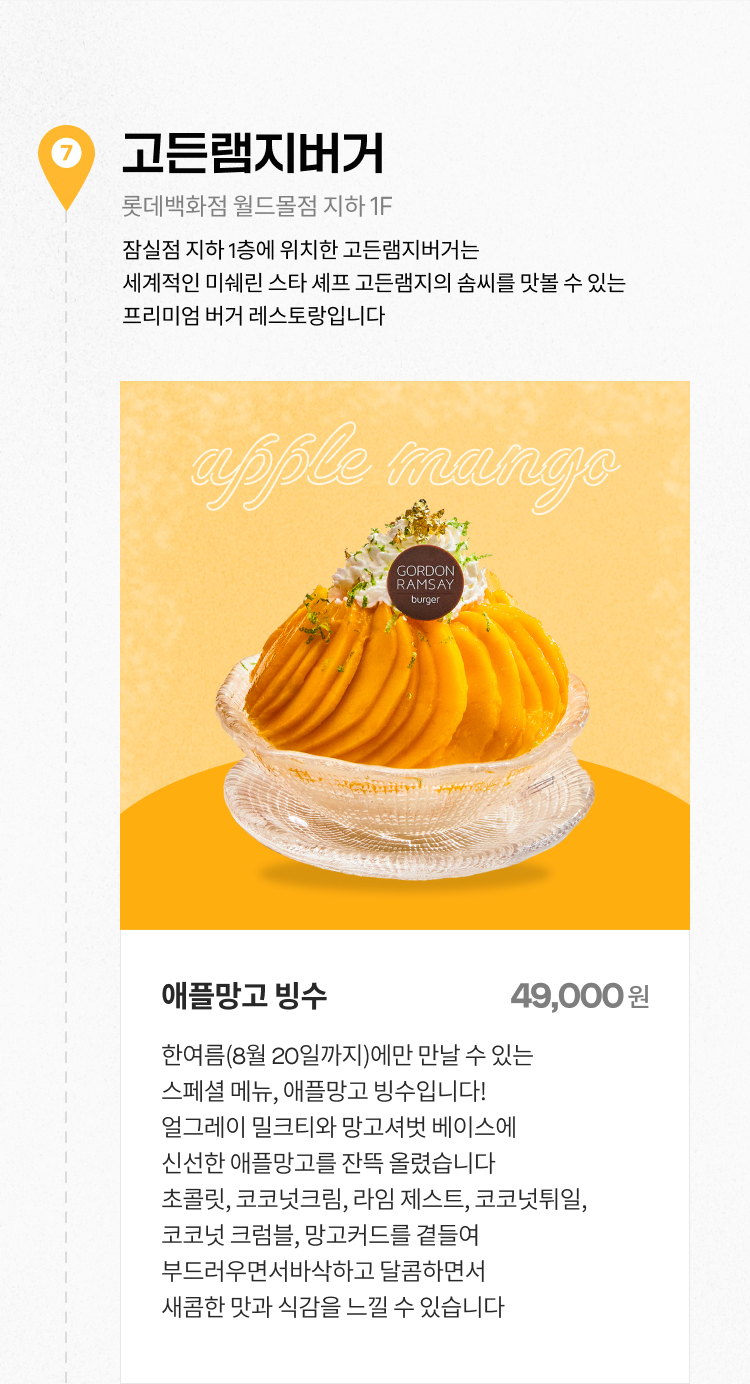 7
고든램지버거
롯데백화점 월드몰점 지하 1F
잠실점 지하 1층에 위치한 고든램지버거는
세계적인 미쉐린 스타 셰프 고든램지의 솜씨를 맛볼 수 있는
프리미엄 버거 레스토랑입니다
apple mango
GORDON
RAMSAY
burger
애플망고 빙수 49,000원
한여름(8월 20일까지)에만 만날 수 있는
스페셜 메뉴, 애플망고 빙수입니다!
얼그레이 밀크티와 망고셔벗 베이스에
신선한 애플망고를 잔뜩 올렸습니다
초콜릿, 코코넛크림, 라임 제스트, 코코넛튀일,
코코넛 크럼블, 망고커드를 곁들여
부드러우면서바삭하고 달콤하면서
새콤한 맛과 식감을 느낄 수 있습니다